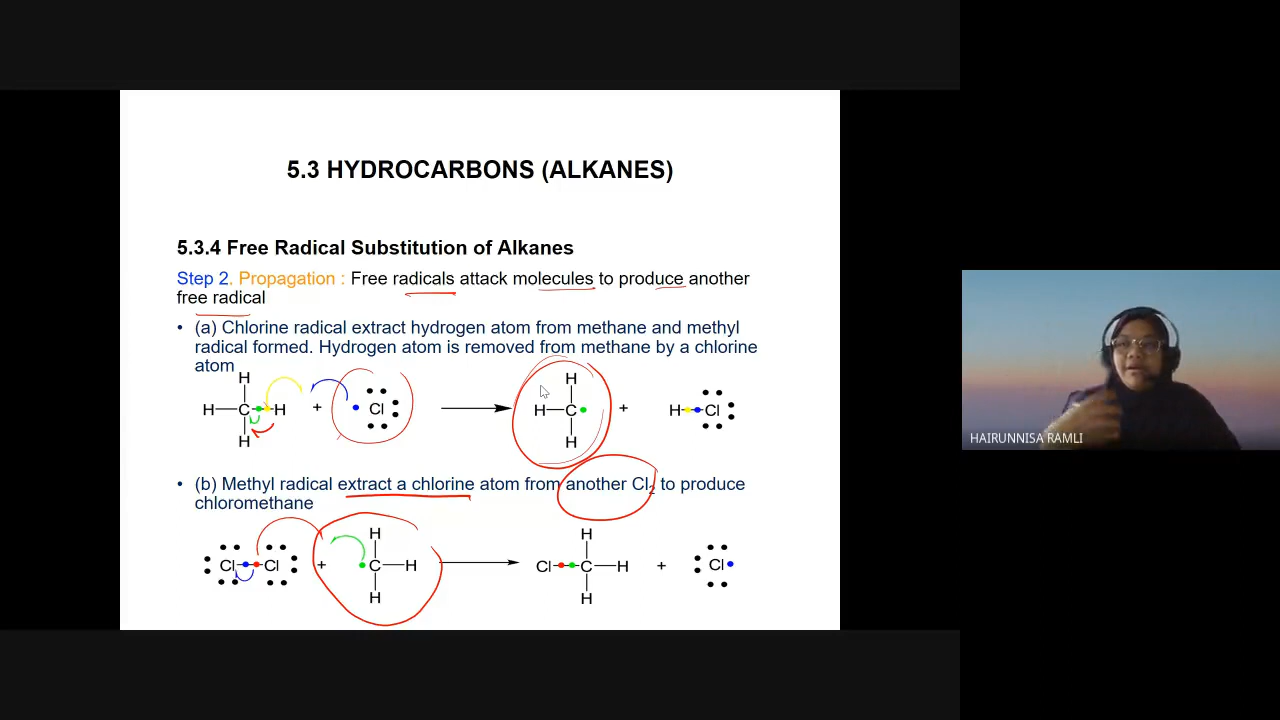 5.3 HYDROCARBONS (ALKANES)
5.3.4 Free Radical Substitution of Alkanes
Step 2. Propagation : Free radicals attack molecules to produce another
free radical
• (a) Chlorine radical extract hydrogen atom from methane and methyl
radical formed. Hydrogen atom is removed from methane by a chlorine
atom
H H
H C H + Cl H C + H Cl
H H
• (b) Methyl radical extract a chlorine atom from another Cl2 to produce
chloromethane
H H
Cl Cl + C H Cl C H + Cl
H H
HAIRUNNISA RAMLI